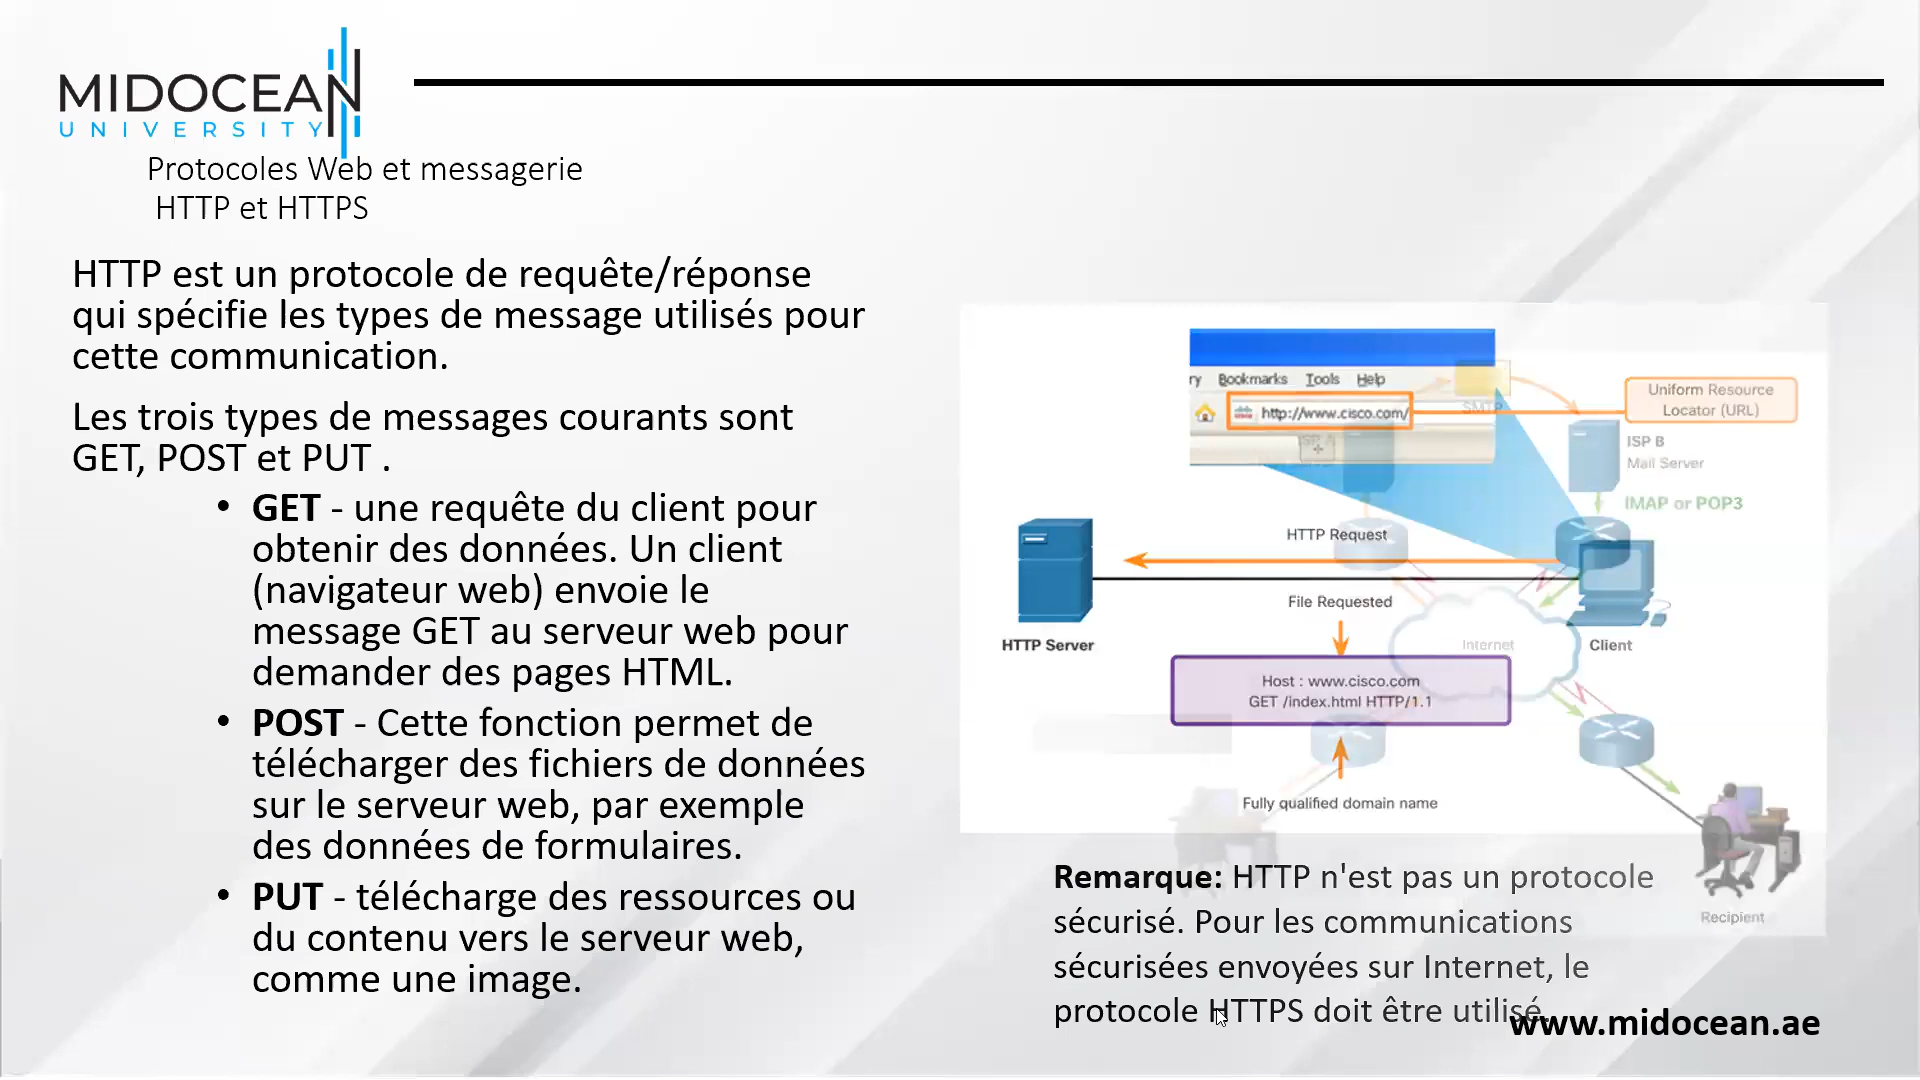 MIDOCEAN
UNIVERSITY
Protocoles Web et messagerie
HTTP et HTTPS
HTTP est un protocole de requête/réponse
qui spécifie les types de message utilisés pour
cette communication.
Les trois types de messages courants sont
GET, POST et PUT .
• GET - une requête du client pour
obtenir des données. Un client
(navigateur web) envoie le
message GET au serveur web pour
demander des pages HTML.
• POST - Cette fonction permet de
télécharger des fichiers de données
sur le serveur web, par exemple
des données de formulaires.
• PUT - télécharge des ressources ou
du contenu vers le serveur web,
comme une image.
ry Bookmarks Tools Help
http://www.cisco.com/
SMTP
Uniform Resource
Locator (URL)
ISP A
ISP B
Mail Server
IMAP or POP3
HTTP Request
File Requested
HTTP Server
Internet
Client
Host : www.cisco.com
GET /index.html HTTP/1.1
Fully qualified domain name
Recipient
Remarque: HTTP n'est pas un protocole
sécurisé. Pour les communications
sécurisées envoyées sur Internet, le
protocole HTTPS doit être utilisé.
www.midocean.ae